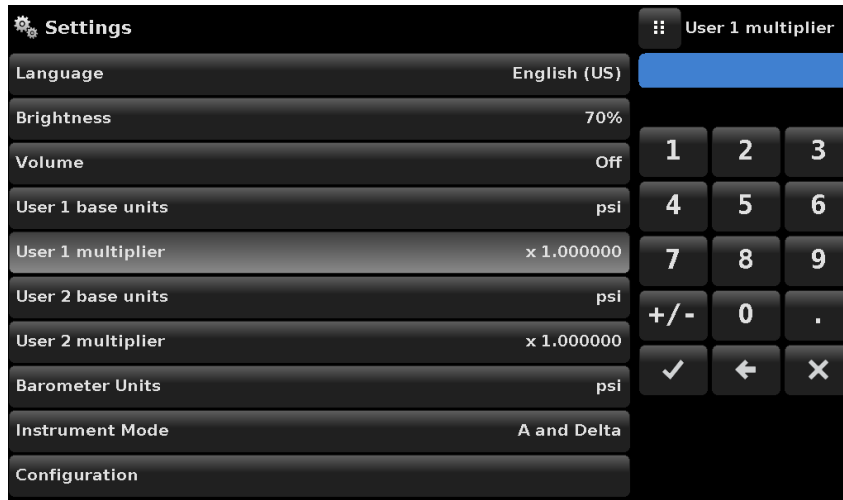 Settings
Language English (US)
Brightness 70%
Volume Off
User 1 base units psi
User 1 multiplier x 1.000000
User 2 base units psi
User 2 multiplier x 1.000000
Barometer Units psi
Instrument Mode A and Delta
Configuration
User 1 multiplier
1 2 3
4 5 6
7 8 9
+/- 0 .